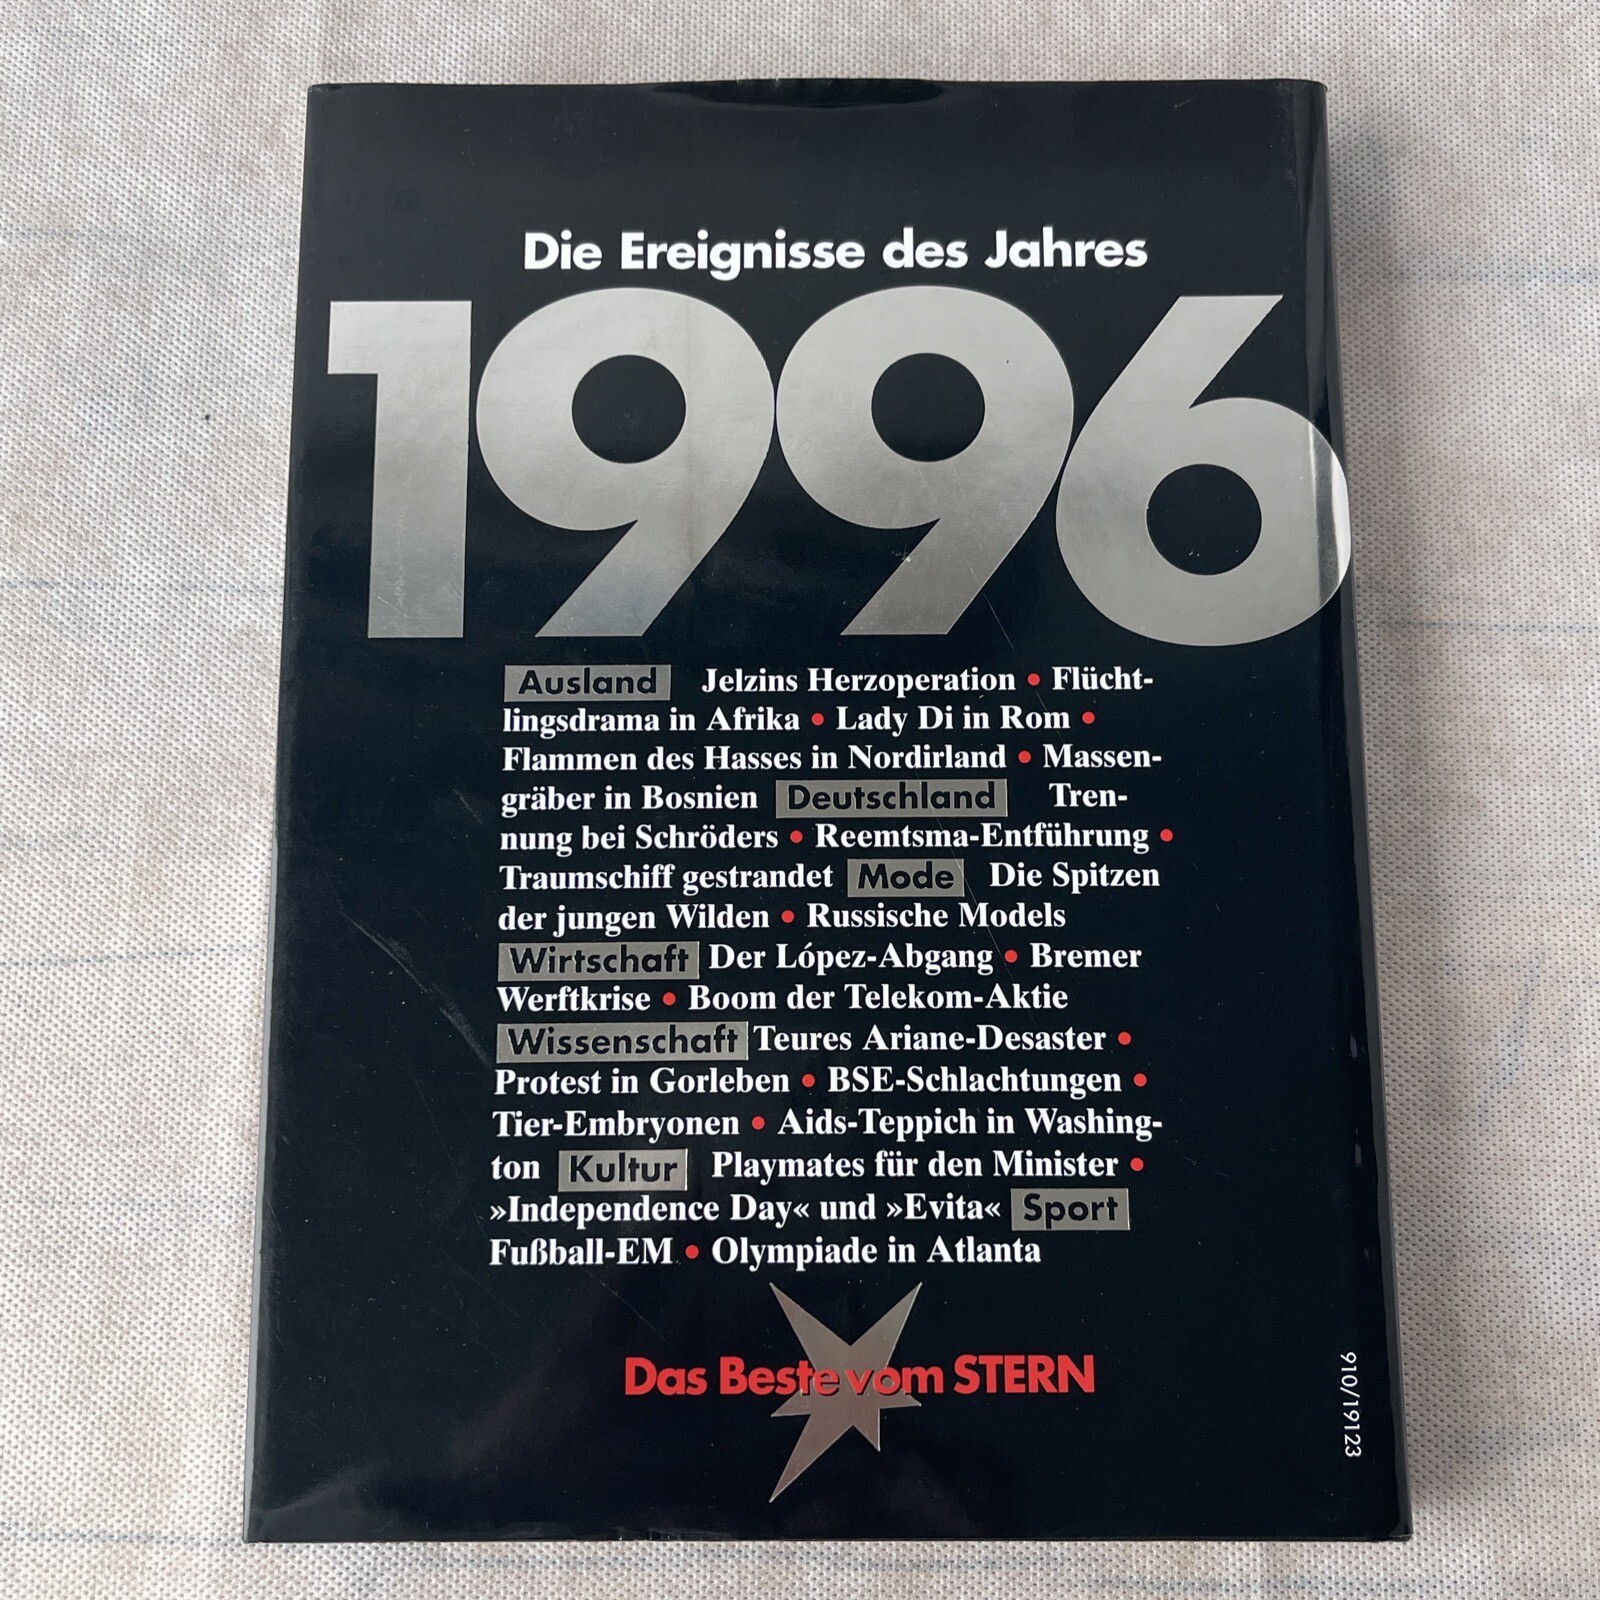 Die Ereignisse des Jahres
1996
Ausland Jelzins Herzoperation • Flücht-
lingsdrama in Afrika • Lady Di in Rom •
Flammen des Hasses in Nordirland • Massen-
gräber in Bosnien Deutschland Tren-
nung bei Schröders • Reemtsma-Entführung •
Traumschiff gestrandet Mode Die Spitzen
der jungen Wilden • Russische Models
Wirtschaft Der López-Abgang • Bremer
Werftkrise • Boom der Telekom-Aktie
Wissenschaft Teures Ariane-Desaster •
Protest in Gorleben • BSE-Schlachtungen •
Tier-Embryonen • Aids-Teppich in Washing-
ton Kultur Playmates für den Minister •
»Independence Day« und »Evita« Sport
Fußball-EM • Olympiade in Atlanta
Das Beste vom STERN
910/19123